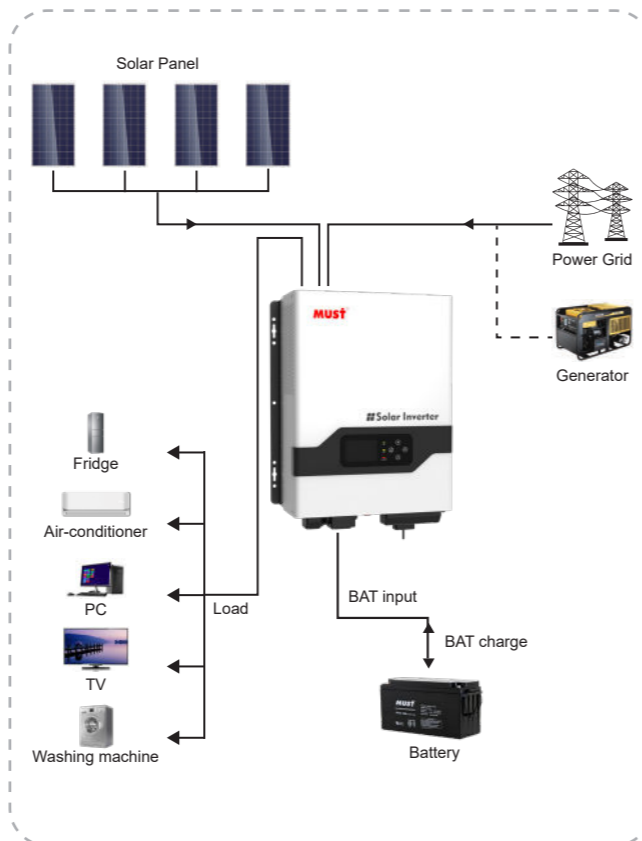 Solar Panel
Power Grid
MUST
Generator
Solar Inverter
Fridge
Air-conditioner
BAT input
PC
Load
BAT charge
TV
MUST
Washing machine
Battery